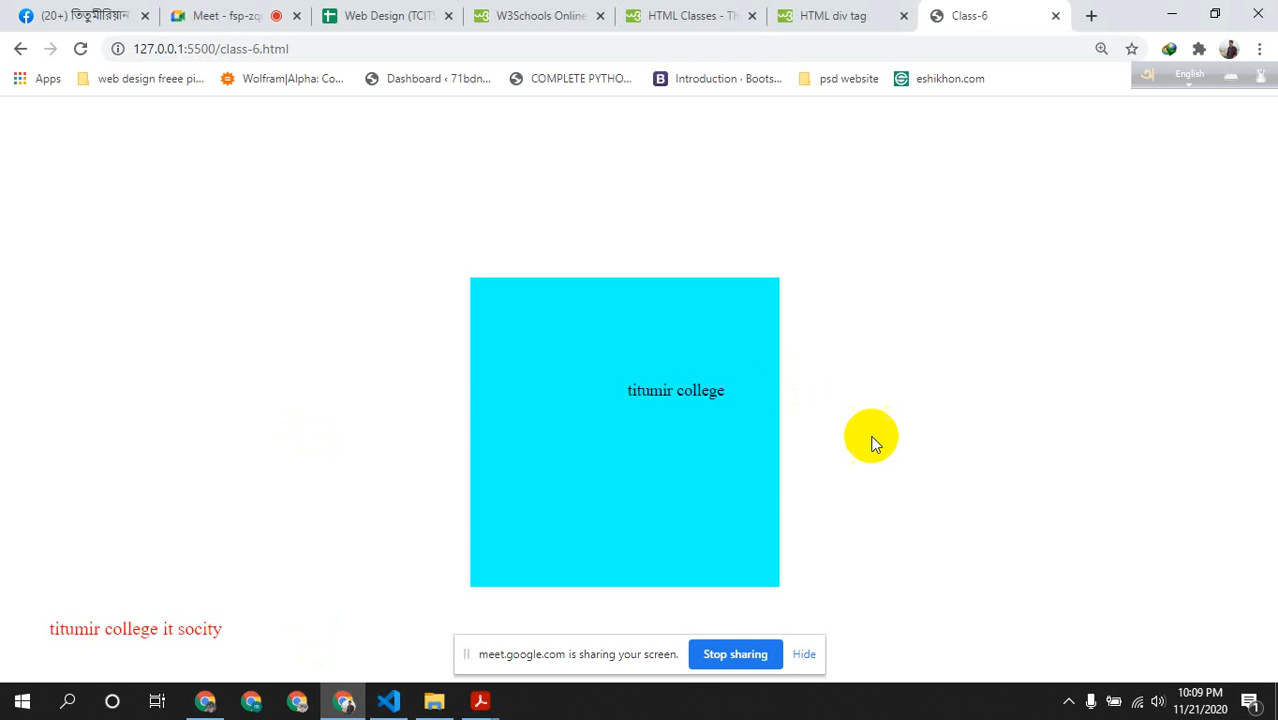 (20+) তিতুমীরিয়ান
Meet - fsp-zqu
Web Design (TCITS
W3Schools Online
HTML Classes - Th
HTML div tag
Class-6
127.0.0.1:5500/class-6.html
Apps
web design freee pi...
Wolfram|Alpha: Co...
Dashboard ‹ 71bdn...
COMPLETE PYTHO...
Introduction · Boots...
psd website
eshikhon.com
English
titumir college
titumir college it socity
meet.google.com is sharing your screen.
Stop sharing
Hide
10:09 PM
11/21/2020